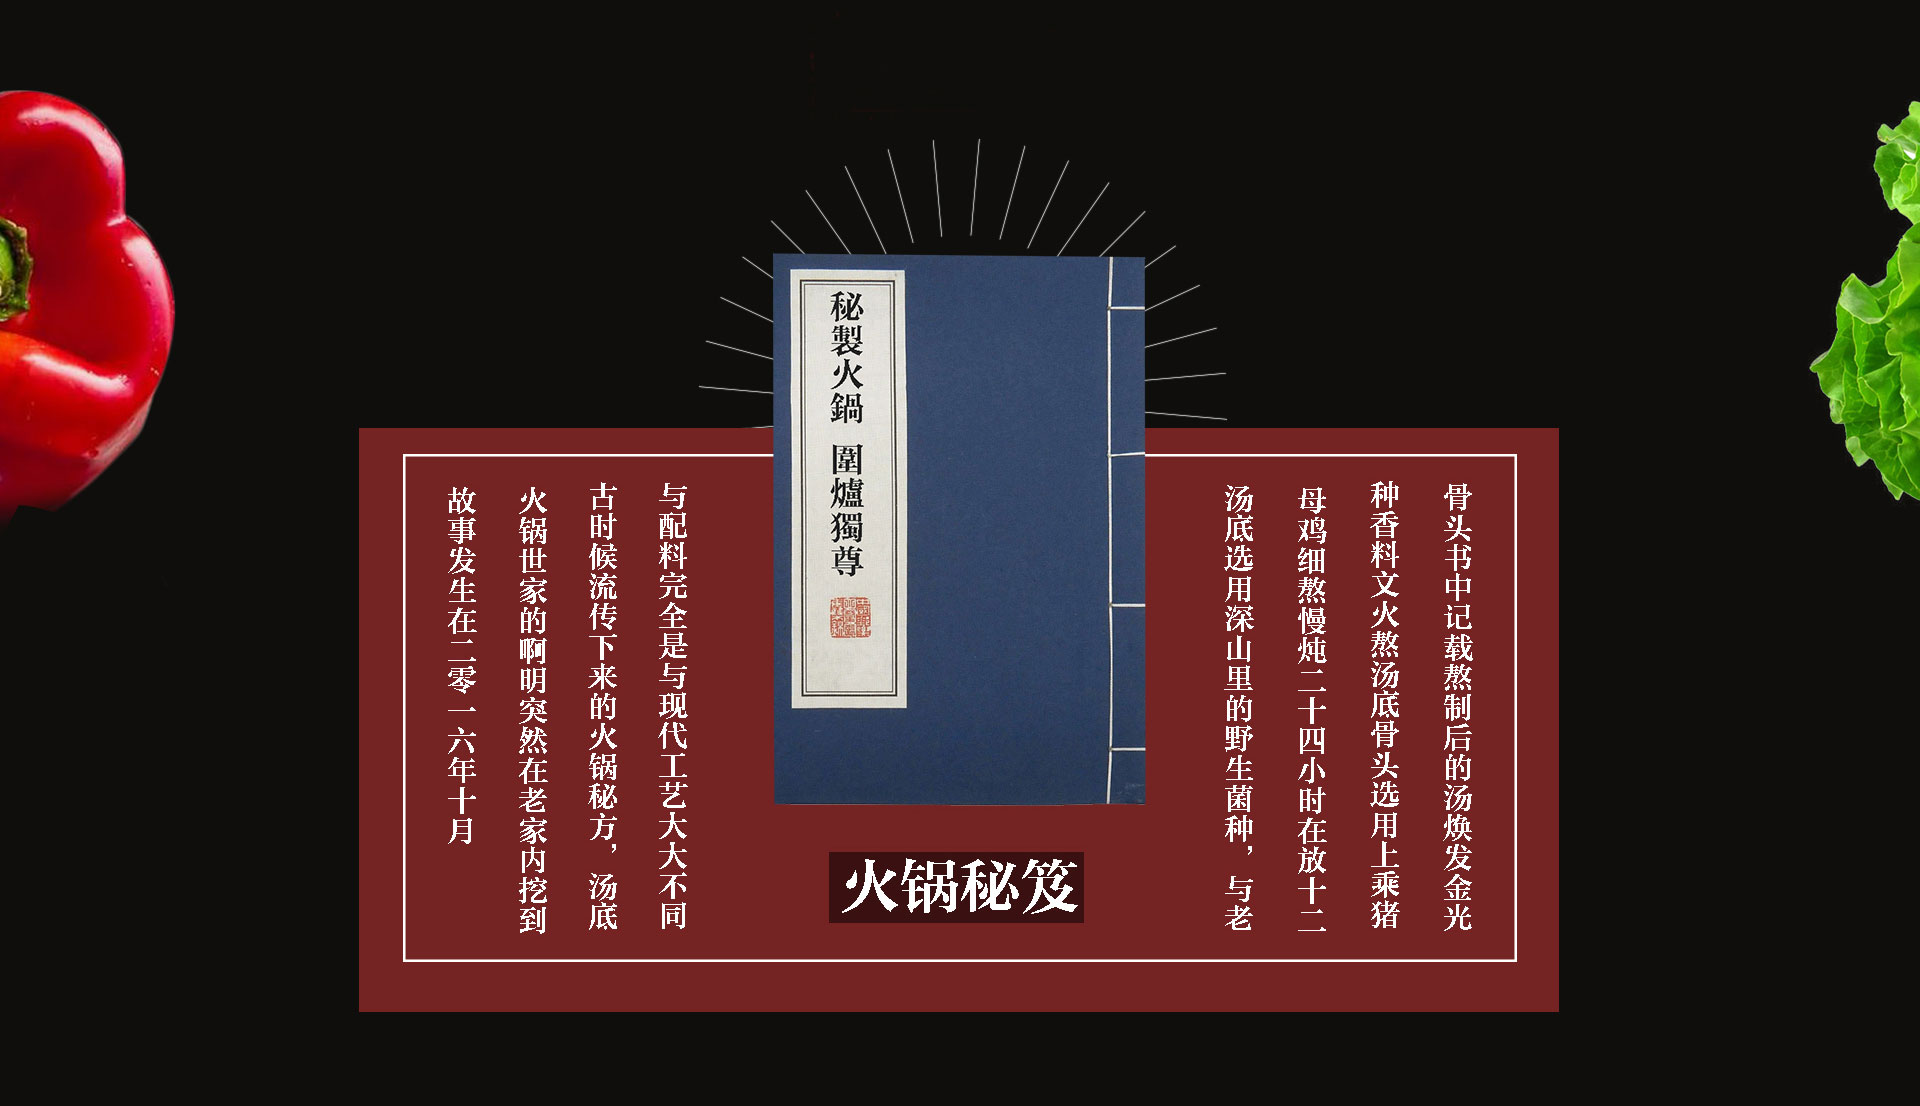 秘製火鍋 圍爐獨尊
故事发生在二零一六年十月
火锅世家的啊明突然在老家内挖到
古时候流传下来的火锅秘方，汤底
与配料完全是与现代工艺大大不同
汤底选用深山里的野生菌种，与老
母鸡细熬慢炖二十四小时在放十二
种香料文火熬汤底骨头选用上乘猪
骨头书中记载熬制后的汤焕发金光
火锅秘笈